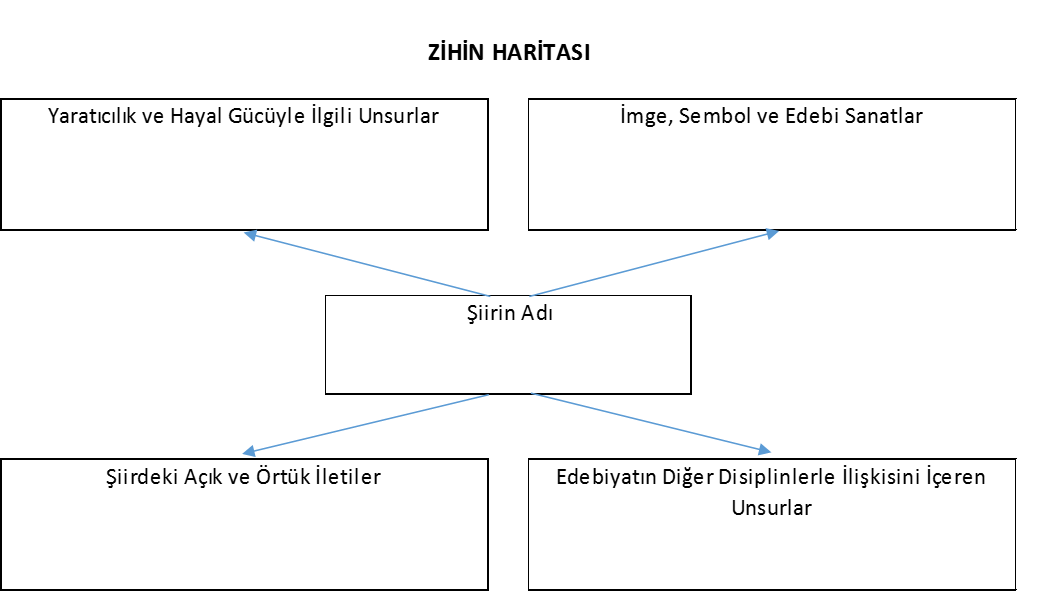 ZİHİN HARİTASI
Yaratıcılık ve Hayal Gücüyle İlgili Unsurlar
İmge, Sembol ve Edebi Sanatlar
Şiirin Adı
Şiirdeki Açık ve Örtük İletiler
Edebiyatın Diğer Disiplinlerle İlişkisini İçeren
Unsurlar